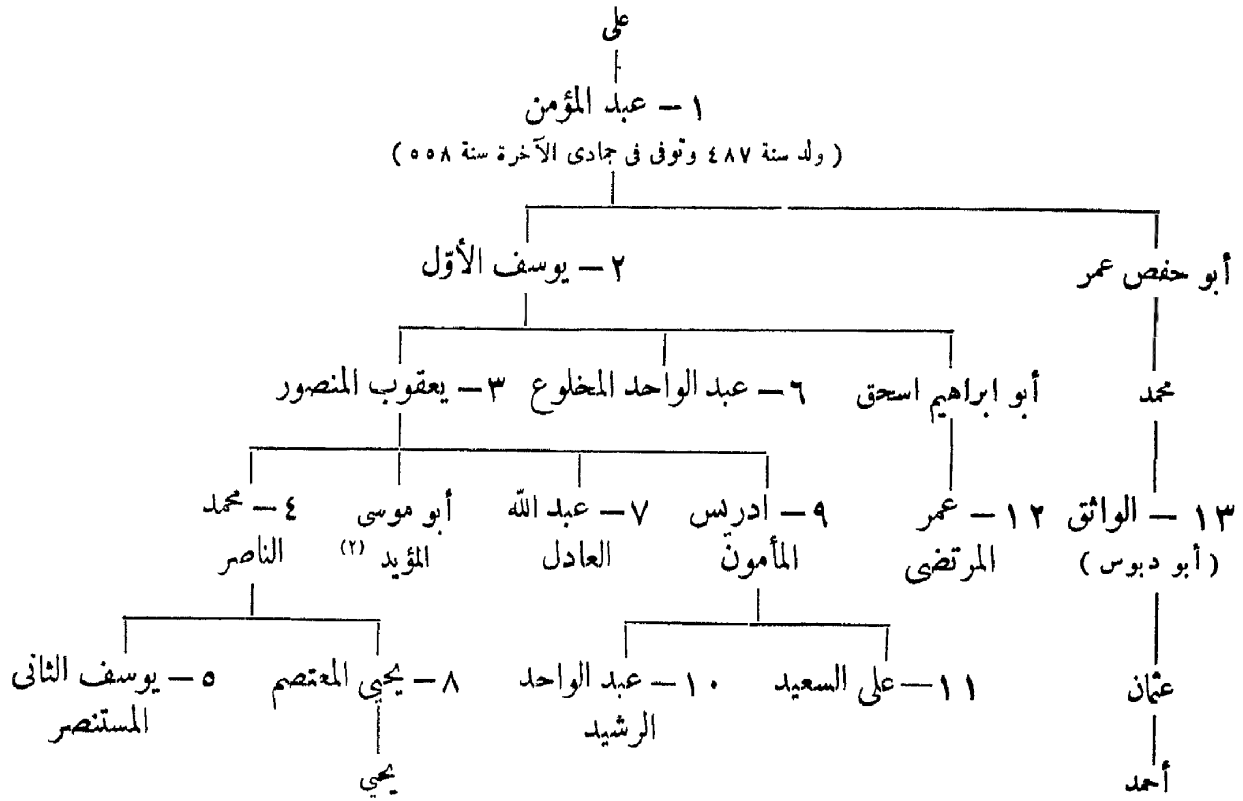 على
١ – عبد المؤمن
( ولد سنة ٤٨٧ وتوفى فى جمادى الآخرة سنة ٥٥٨ )
أبو حفص عمر
٢ – يوسف الأوّل
محمد
أبو ابراهيم اسحق
٦ – عبد الواحد المخلوع
٣ – يعقوب المنصور
١٣ – الواثق
( أبو دبوس )
١٢ – عمر
المرتضى
٩ – ادريس
المأمون
٧ – عبد الله
العادل
أبو موسى
المؤيد (٢)
٤ – محمد
الناصر
عثمان
١١ – على السعيد
١٠ – عبد الواحد
الرشيد
٨ – يحيى المعتصم
٥ – يوسف الثانى
المستنصر
أحمد
يحيى